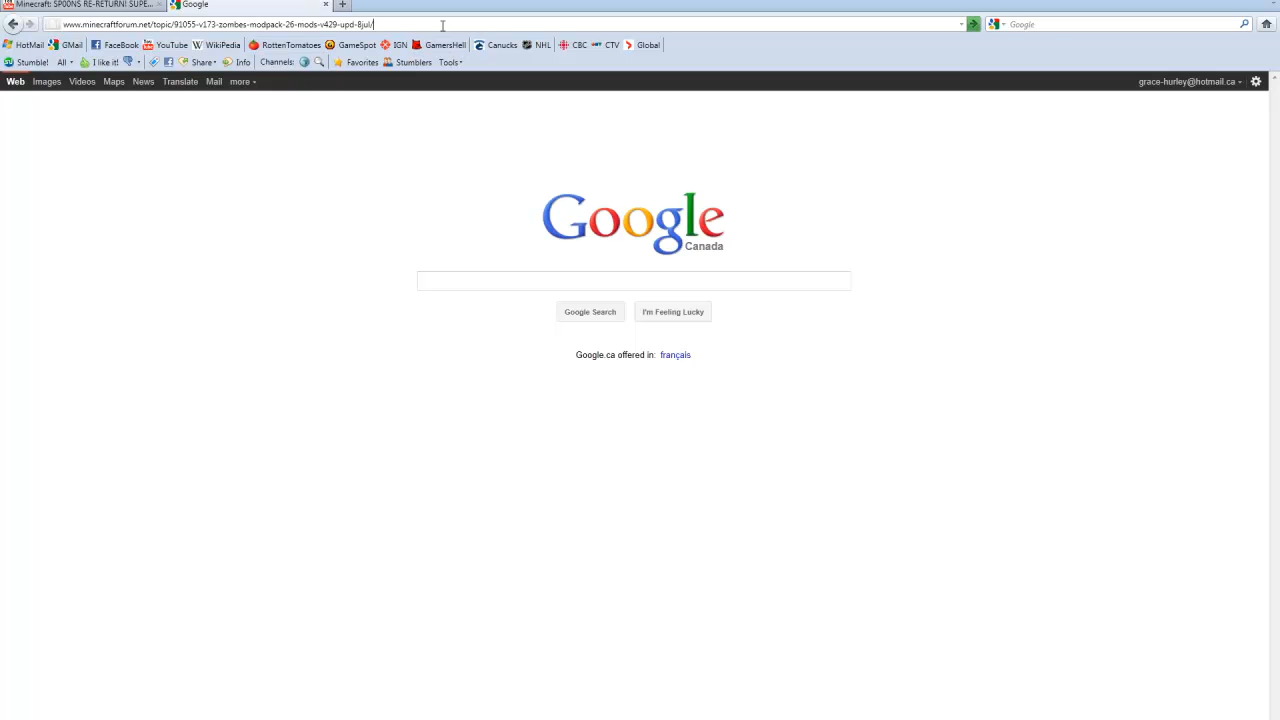 Minecraft: SP00NS RE-RETURN! SUPE...
Google
www.minecraftforum.net/topic/91055-v173-zombes-modpack-26-mods-v429-upd-8jul/
Google
HotMail GMail FaceBook YouTube WikiPedia RottenTomatoes GameSpot IGN GamersHell Canucks NHL CBC CTV Global
Stumble! All I like it! Share Info Channels: Favorites Stumblers Tools
Web Images Videos Maps News Translate Mail more grace-hurley@hotmail.ca
Google
Canada
Google Search I'm Feeling Lucky
Google.ca offered in: français